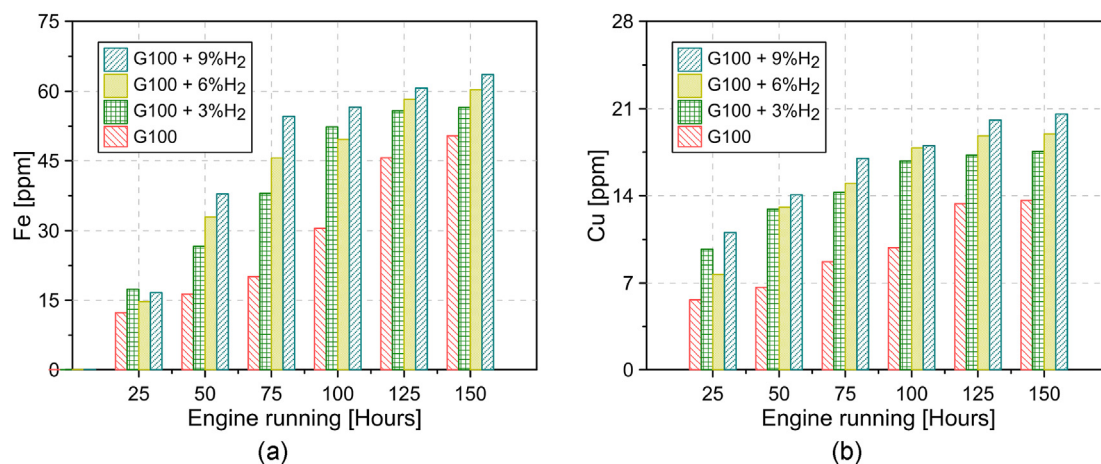 75
60
45
30
15
0
Fe [ppm]
G100 + 9%H₂
G100 + 6%H₂
G100 + 3%H₂
G100
25 50 75 100 125 150
Engine running [Hours]
(a)
28
21
14
7
0
Cu [ppm]
G100 + 9%H₂
G100 + 6%H₂
G100 + 3%H₂
G100
25 50 75 100 125 150
Engine running [Hours]
(b)